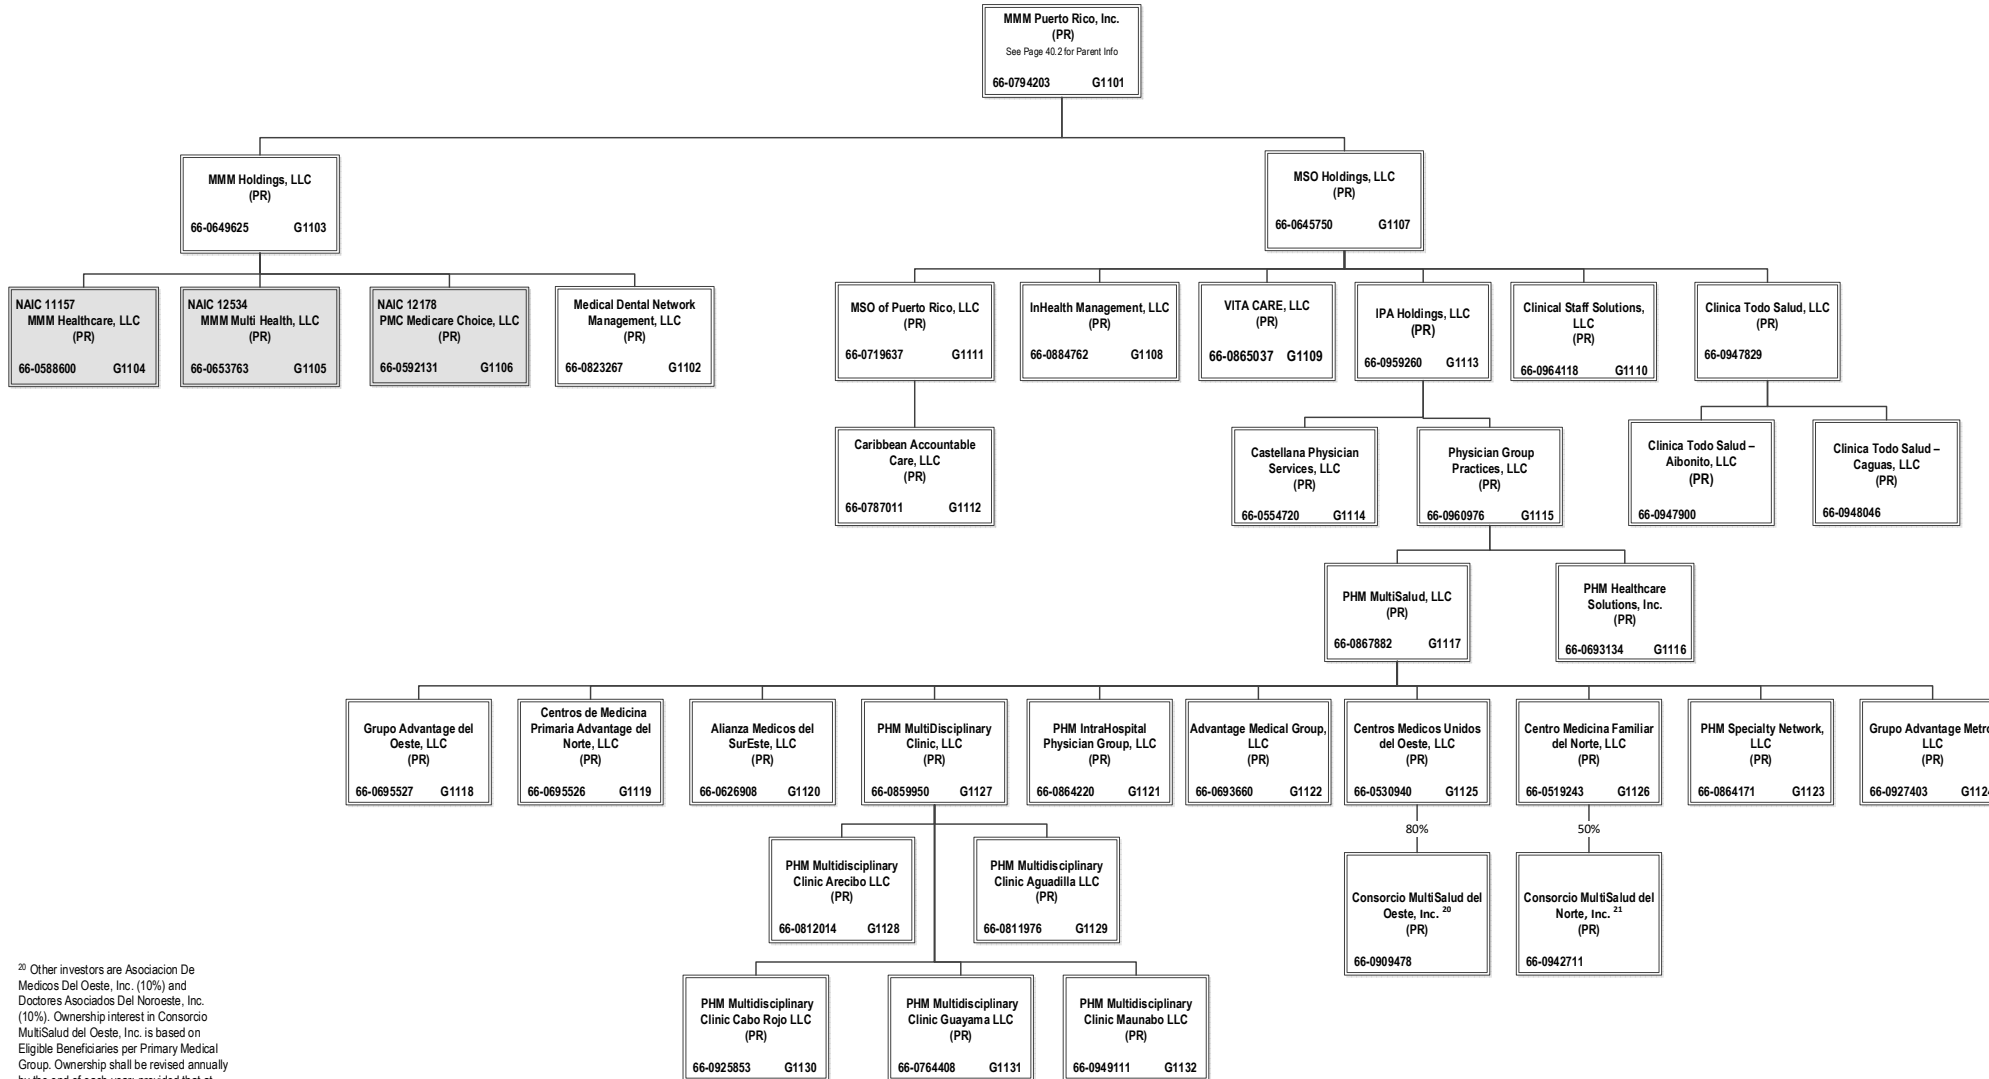 MMM Puerto Rico, Inc.
(PR)
See Page 40.2 for Parent Info
66-0794203 G1101
MMM Holdings, LLC
(PR)
66-0649625 G1103
MSO Holdings, LLC
(PR)
66-0645750 G1107
NAIC 11157
MMM Healthcare, LLC
(PR)
66-0588600 G1104
NAIC 12534
MMM Multi Health, LLC
(PR)
66-0653763 G1105
NAIC 12178
PMC Medicare Choice, LLC
(PR)
66-0592131 G1106
Medical Dental Network
Management, LLC
(PR)
66-0823267 G1102
MSO of Puerto Rico, LLC
(PR)
66-0719637 G1111
InHealth Management, LLC
(PR)
66-0884762 G1108
VITA CARE, LLC
(PR)
66-0865037 G1109
IPA Holdings, LLC
(PR)
66-0959260 G1113
Clinical Staff Solutions,
LLC
(PR)
66-0964118 G1110
Clinica Todo Salud, LLC
(PR)
66-0947829
Caribbean Accountable
Care, LLC
(PR)
66-0787011 G1112
Castellana Physician
Services, LLC
(PR)
66-0554720 G1114
Physician Group
Practices, LLC
(PR)
66-0960976 G1115
Clinica Todo Salud –
Aibonito, LLC
(PR)
66-0947900
Clinica Todo Salud –
Caguas, LLC
(PR)
66-0948046
PHM MultiSalud, LLC
(PR)
66-0867882 G1117
PHM Healthcare
Solutions, Inc.
(PR)
66-0693134 G1116
Grupo Advantage del
Oeste, LLC
(PR)
66-0695527 G1118
Centros de Medicina
Primaria Advantage del
Norte, LLC
(PR)
66-0695526 G1119
Alianza Medicos del
SurEste, LLC
(PR)
66-0626908 G1120
PHM MultiDisciplinary
Clinic, LLC
(PR)
66-0859950 G1127
PHM IntraHospital
Physician Group, LLC
(PR)
66-0864220 G1121
Advantage Medical Group,
LLC
(PR)
66-0693660 G1122
Centros Medicos Unidos
del Oeste, LLC
(PR)
66-0530940 G1125
Centro Medicina Familiar
del Norte, LLC
(PR)
66-0519243 G1126
PHM Specialty Network,
LLC
(PR)
66-0864171 G1123
Grupo Advantage Metro
LLC
(PR)
66-0927403 G1124
80%
50%
PHM Multidisciplinary
Clinic Arecibo LLC
(PR)
66-0812014 G1128
PHM Multidisciplinary
Clinic Aguadilla LLC
(PR)
66-0811976 G1129
Consorcio MultiSalud del
Oeste, Inc. 20
(PR)
66-0909478
Consorcio MultiSalud del
Norte, Inc. 21
(PR)
66-0942711
PHM Multidisciplinary
Clinic Cabo Rojo LLC
(PR)
66-0925853 G1130
PHM Multidisciplinary
Clinic Guayama LLC
(PR)
66-0764408 G1131
PHM Multidisciplinary
Clinic Maunabo LLC
(PR)
66-0949111 G1132
20 Other investors are Asociacion De
Medicos Del Oeste, Inc. (10%) and
Doctores Asociados Del Noroeste, Inc.
(10%). Ownership interest in Consorcio
MultiSalud del Oeste, Inc. is based on
Eligible Beneficiaries per Primary Medical
Group. Ownership shall be revised annually
by the end of each year; provided that at